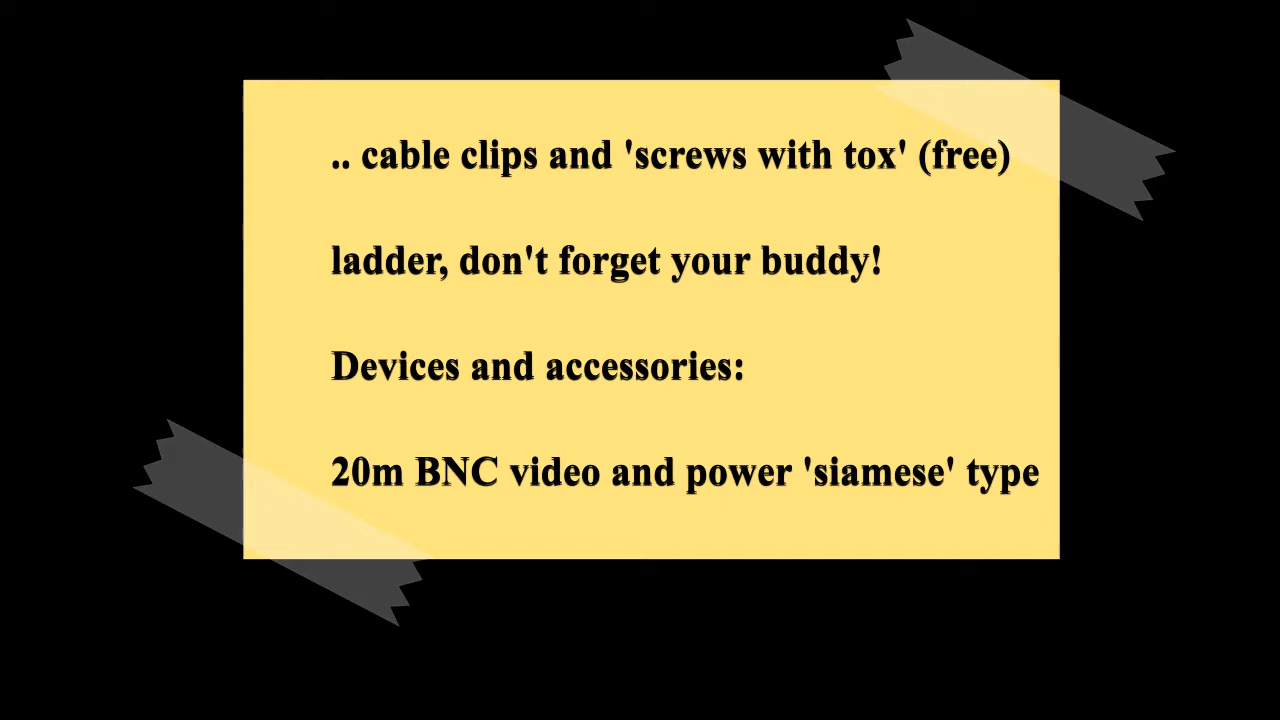 .. cable clips and 'screws with tox' (free)
ladder, don't forget your buddy!
Devices and accessories:
20m BNC video and power 'siamese' type